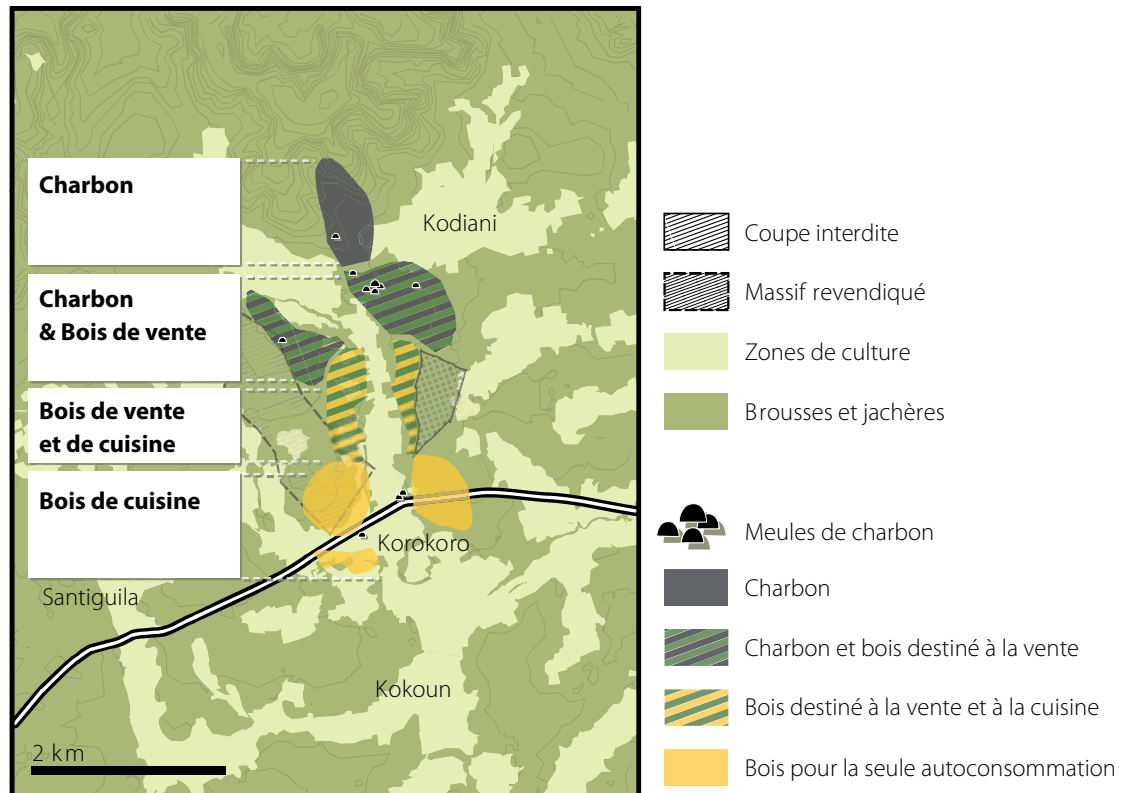 Charbon
Kodiani
Charbon
& Bois de vente
Bois de vente
et de cuisine
Bois de cuisine
Korokoro
Santiguila
Kokoun
2 km
Coupe interdite
Massif revendiqué
Zones de culture
Brousses et jachères
Meules de charbon
Charbon
Charbon et bois destiné à la vente
Bois destiné à la vente et à la cuisine
Bois pour la seule autoconsommation